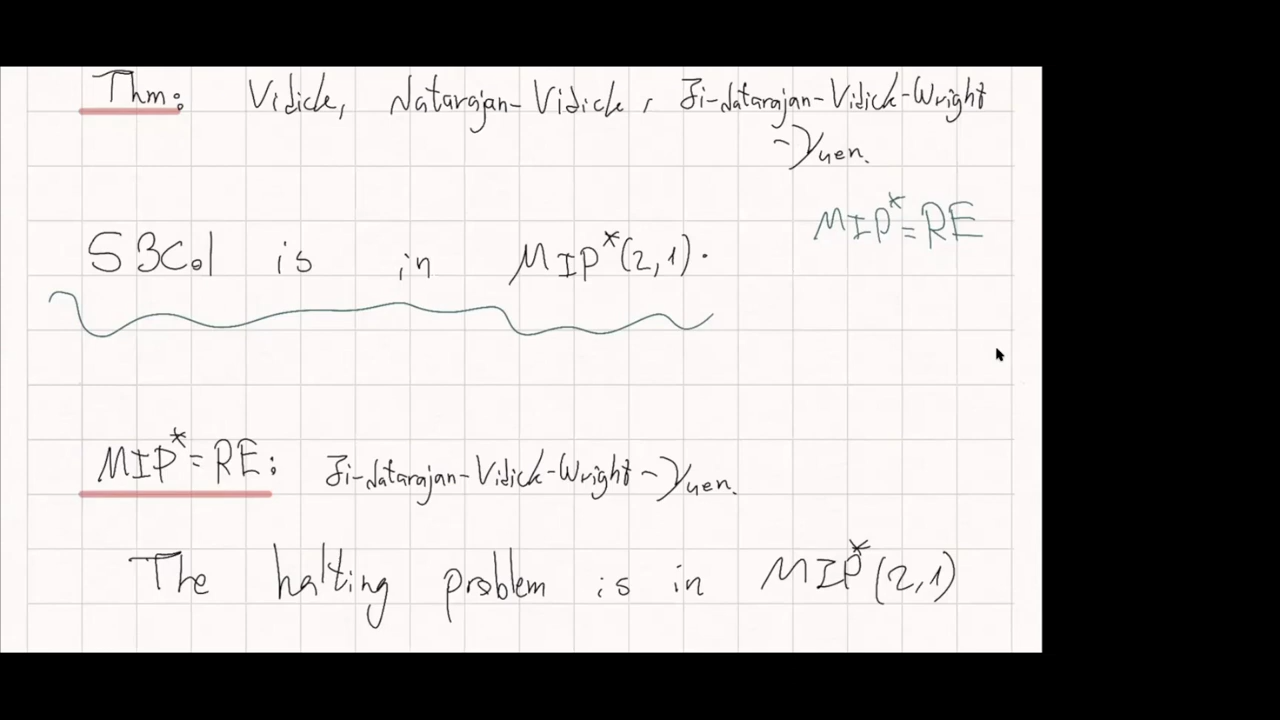 Thm: Vidick, Natarajan-Vidick, Ji-Natarajan-Vidick-Wright
-Yuen.
MIP*=RE
S3Col is in MIP*(2,1).
MIP*=RE: Ji-Natarajan-Vidick-Wright-Yuen.
The halting problem is in MIP*(2,1)